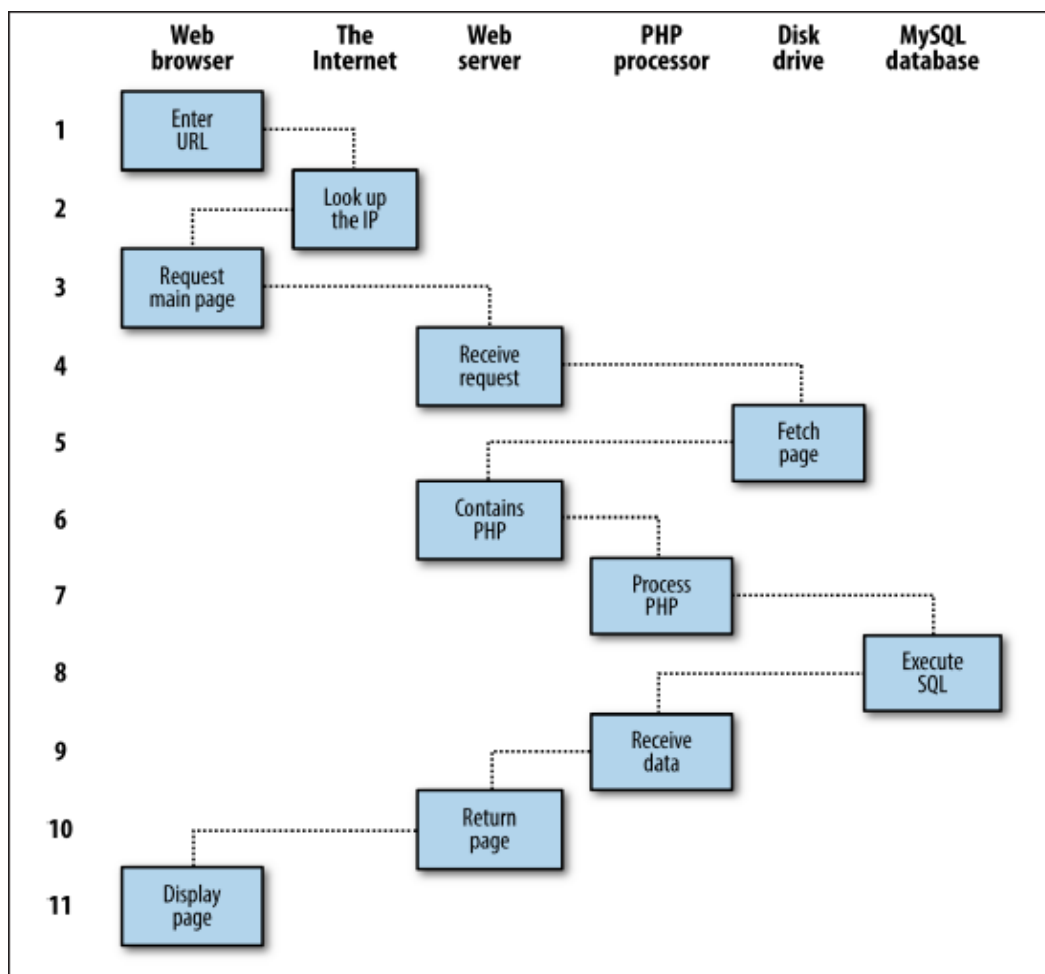 Web The Web PHP Disk MySQL
browser Internet server processor drive database
1
Enter
URL
2
Look up
the IP
3
Request
main page
4
Receive
request
5
Fetch
page
6
Contains
PHP
7
Process
PHP
8
Execute
SQL
9
Receive
data
10
Return
page
11
Display
page